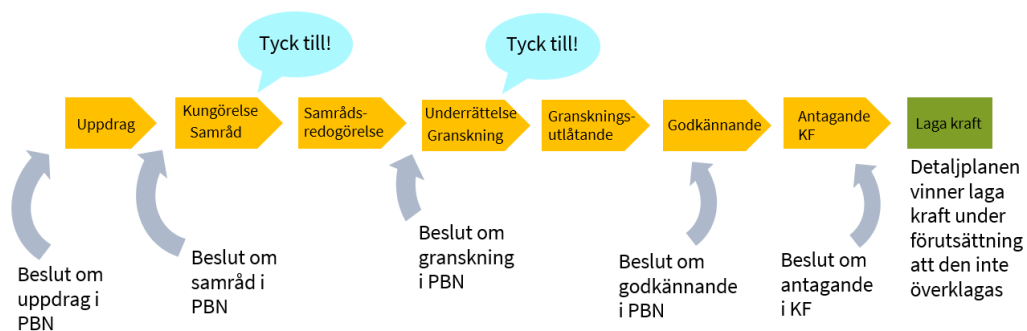 Tyck till!
Tyck till!
Uppdrag
Kungörelse
Samråd
Samråds-
redogörelse
Underrättelse
Granskning
Gransknings-
utlåtande
Godkännande
Antagande
KF
Laga kraft
Beslut om
uppdrag i
PBN
Beslut om
samråd i
PBN
Beslut om
granskning
i PBN
Beslut om
godkännande
i PBN
Beslut om
antagande
i KF
Detaljplanen
vinner laga
kraft under
förutsättning
att den inte
överklagas